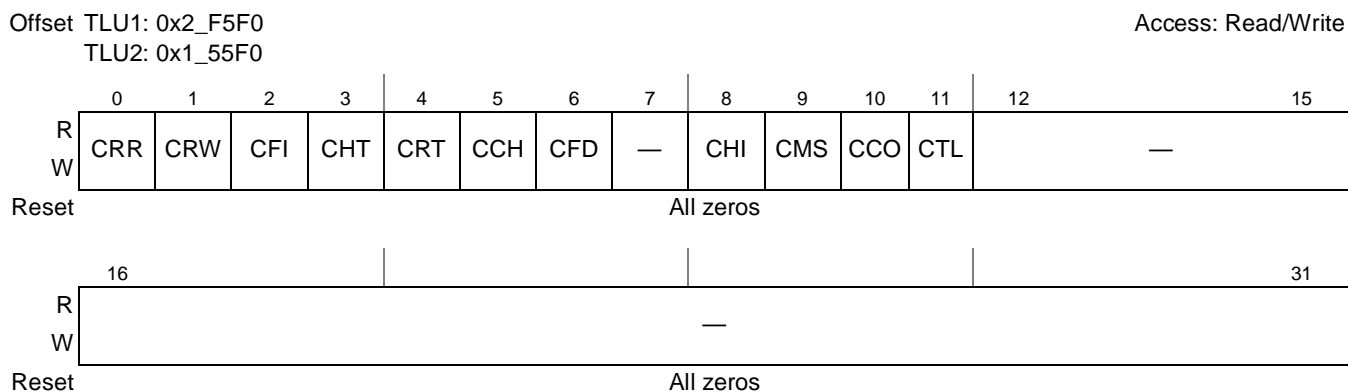 Offset TLU1: 0x2_F5F0 Access: Read/Write
TLU2: 0x1_55F0
0 1 2 3 4 5 6 7 8 9 10 11 12 15
R
CRR CRW CFI CHT CRT CCH CFD — CHI CMS CCO CTL —
W
Reset All zeros
16 31
R
—
W
Reset All zeros